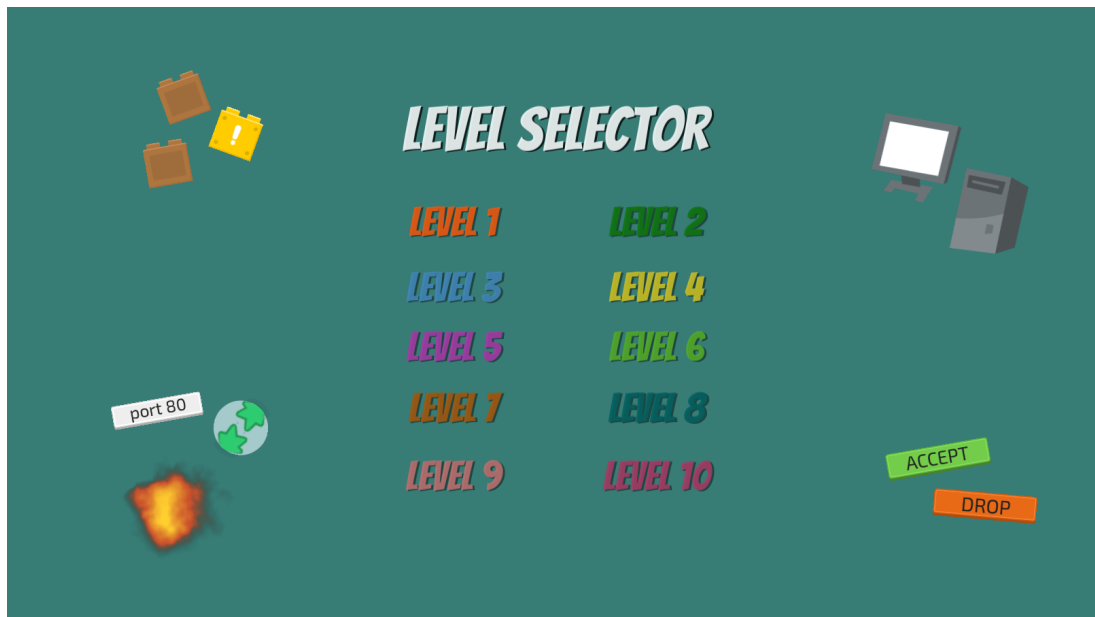 LEVEL SELECTOR
LEVEL 1
LEVEL 2
LEVEL 3
LEVEL 4
LEVEL 5
LEVEL 6
LEVEL 7
LEVEL 8
LEVEL 9
LEVEL 10
port 80
ACCEPT
DROP
!